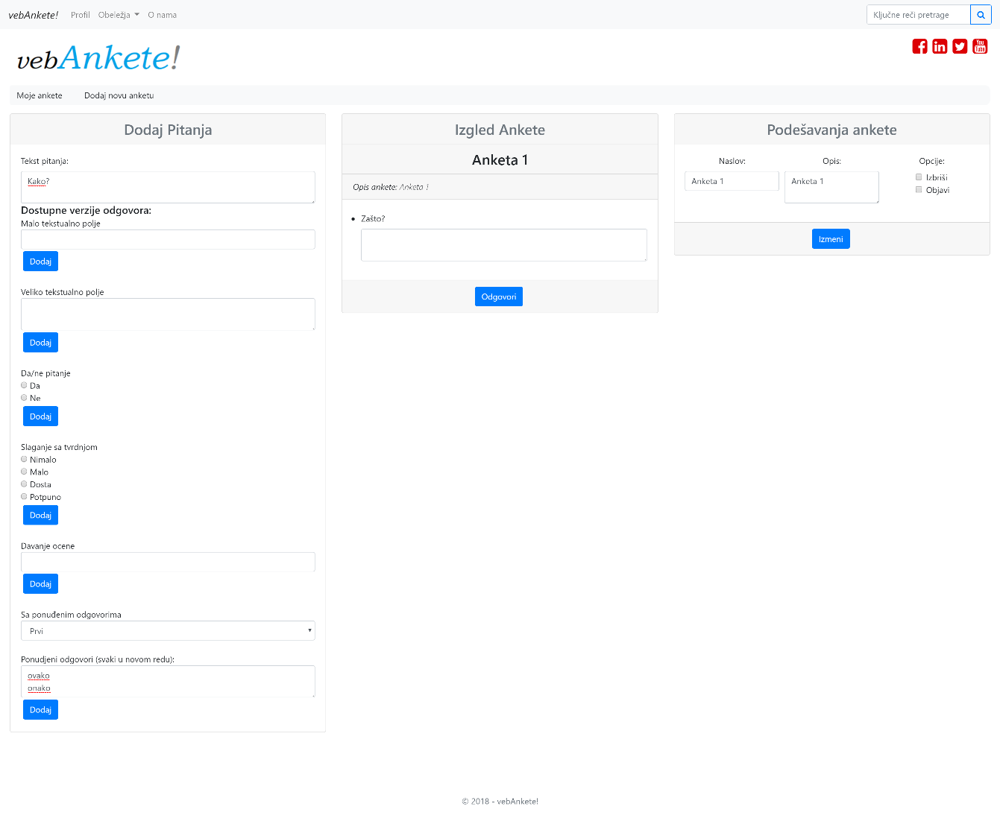 vebAnkete! Profil Obeležja O nama Ključne reči pretrage
vebAnkete!
You Tube
Moje ankete Dodaj novu anketu
Dodaj Pitanja
Tekst pitanja:
Kako?
Dostupne verzije odgovora:
Malo tekstualno polje
Dodaj
Veliko tekstualno polje
Dodaj
Da/ne pitanje
Da
Ne
Dodaj
Slaganje sa tvrdnjom
Nimalo
Malo
Dosta
Potpuno
Dodaj
Davanje ocene
Dodaj
Sa ponuđenim odgovorima
Prvi
Ponudjeni odgovori (svaki u novom redu):
ovako
onako
Dodaj
Izgled Ankete
Anketa 1
Opis ankete: Anketa 1
Zašto?
Odgovori
Podešavanja ankete
Naslov: Opis: Opcije:
Anketa 1 Anketa 1 Izbriši
Objavi
Izmeni
© 2018 - vebAnkete!